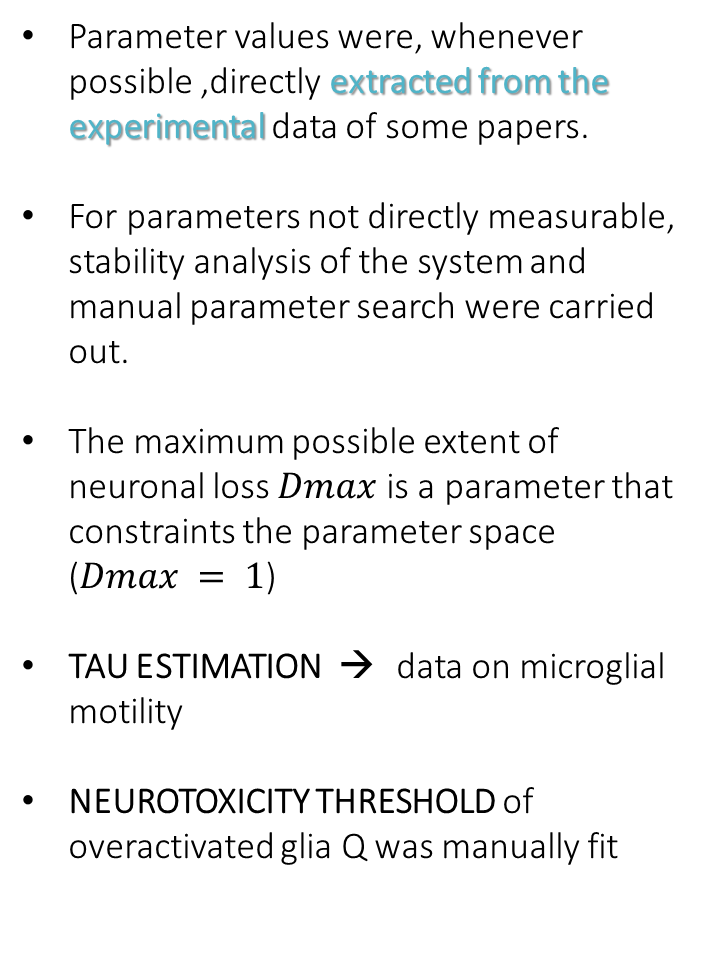 • Parameter values were, whenever
possible ,directly extracted from the
experimental data of some papers.
• For parameters not directly measurable,
stability analysis of the system and
manual parameter search were carried
out.
• The maximum possible extent of
neuronal loss 𝐷𝑚𝑎𝑥 is a parameter that
constraints the parameter space
(𝐷𝑚𝑎𝑥 = 1)
• TAU ESTIMATION → data on microglial
motility
• NEUROTOXICITY THRESHOLD of
overactivated glia Q was manually fit